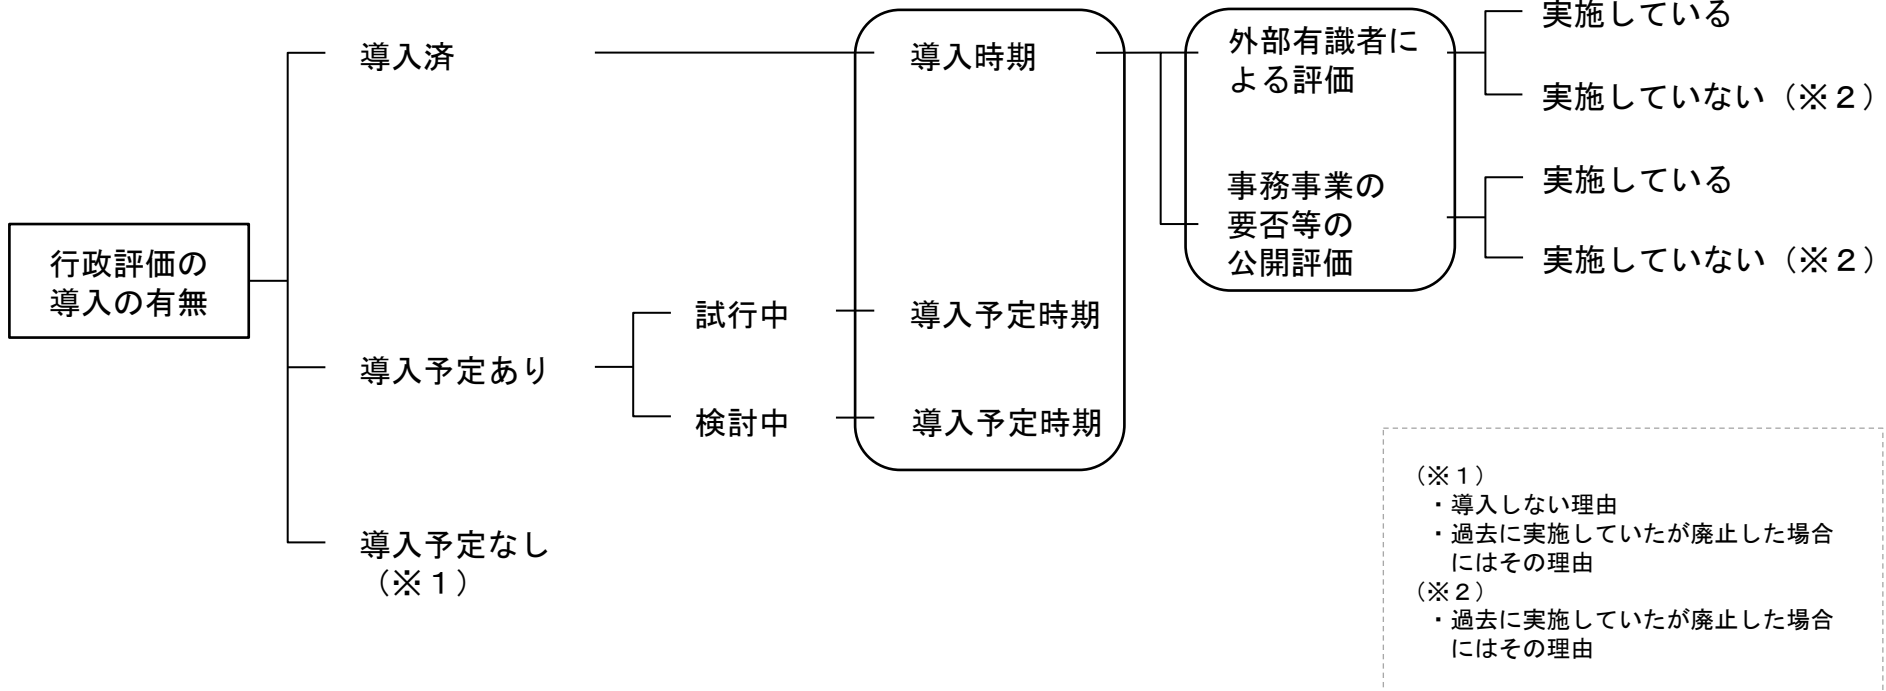 行政評価の
導入の有無
導入済
導入予定あり
導入予定なし
（※１）
試行中
検討中
導入時期
導入予定時期
導入予定時期
外部有識者に
よる評価
事務事業の
要否等の
公開評価
実施している
実施していない（※２）
実施している
実施していない（※２）
（※１）
・導入しない理由
・過去に実施していたが廃止した場合
にはその理由
（※２）
・過去に実施していたが廃止した場合
にはその理由